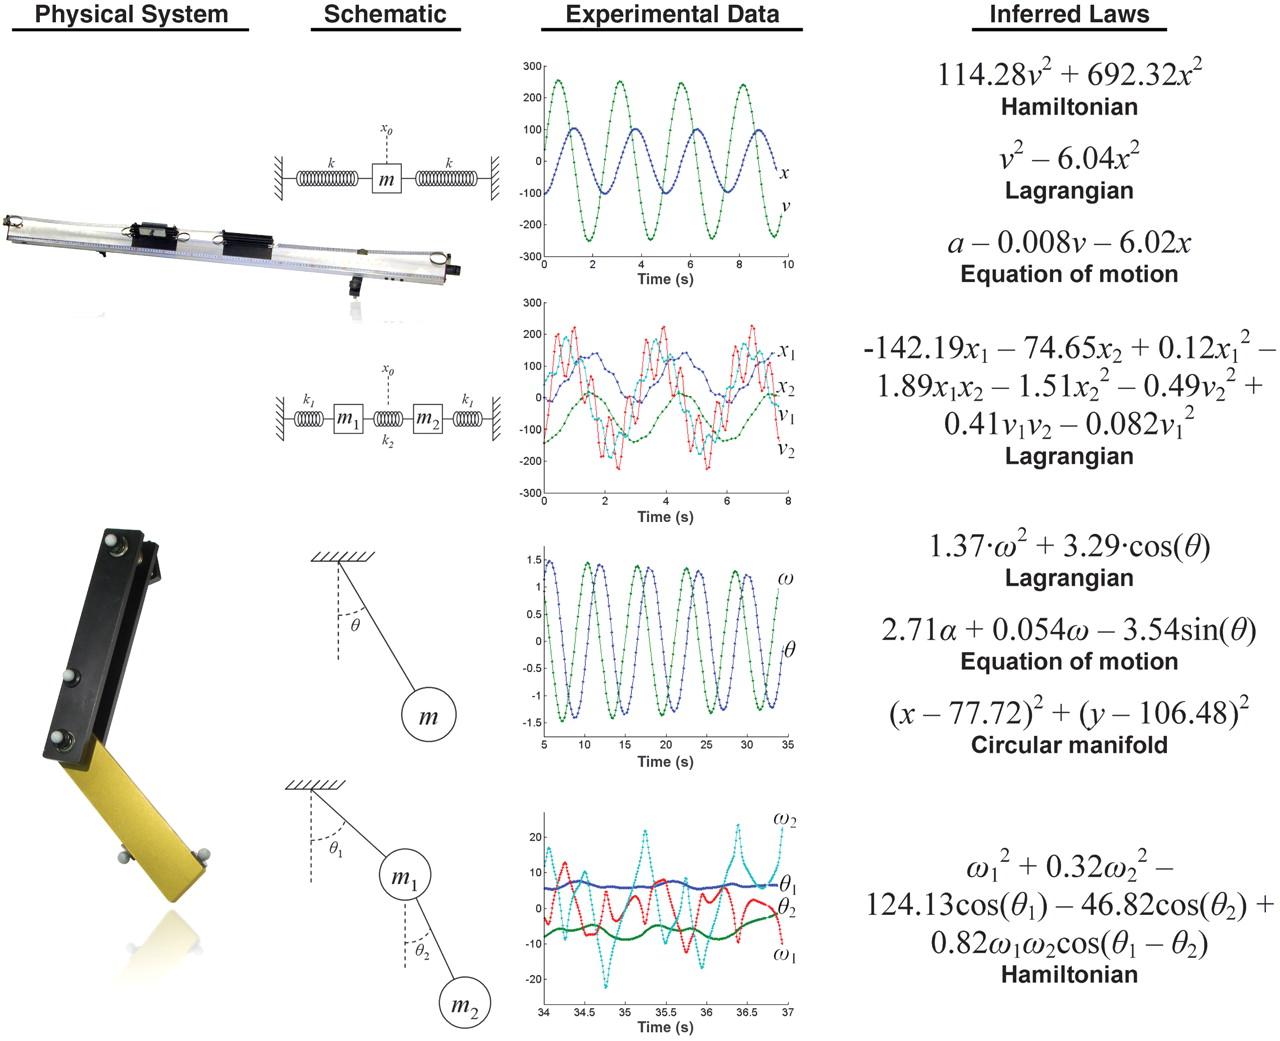 Physical System
Schematic
Experimental Data
Inferred Laws
x₀
k
m
k
300
200
100
0
-100
-200
-300
0 2 4 6 8 10
x
v
Time (s)
114.28v² + 692.32x²
Hamiltonian
v² – 6.04x²
Lagrangian
a – 0.008v – 6.02x
Equation of motion
x₀
k₁
m₁
k₂
m₂
k₁
300
200
100
0
-100
-200
-300
0 2 4 6 8
x₁
x₂
v₁
v₂
Time (s)
-142.19x₁ – 74.65x₂ + 0.12x₁² –
1.89x₁x₂ – 1.51x₂² – 0.49v₂² +
0.41v₁v₂ – 0.082v₁²
Lagrangian
θ
m
1.5
1
0.5
0
-0.5
-1
-1.5
5 10 15 20 25 30 35
ω
θ
Time (s)
1.37·ω² + 3.29·cos(θ)
Lagrangian
2.71α + 0.054ω – 3.54sin(θ)
Equation of motion
(x – 77.72)² + (y – 106.48)²
Circular manifold
θ₁
m₁
θ₂
m₂
20
10
0
-10
-20
34 34.5 35 35.5 36 36.5 37
ω₂
θ₁
θ₂
ω₁
Time (s)
ω₁² + 0.32ω₂² –
124.13cos(θ₁) – 46.82cos(θ₂) +
0.82ω₁ω₂cos(θ₁ – θ₂)
Hamiltonian